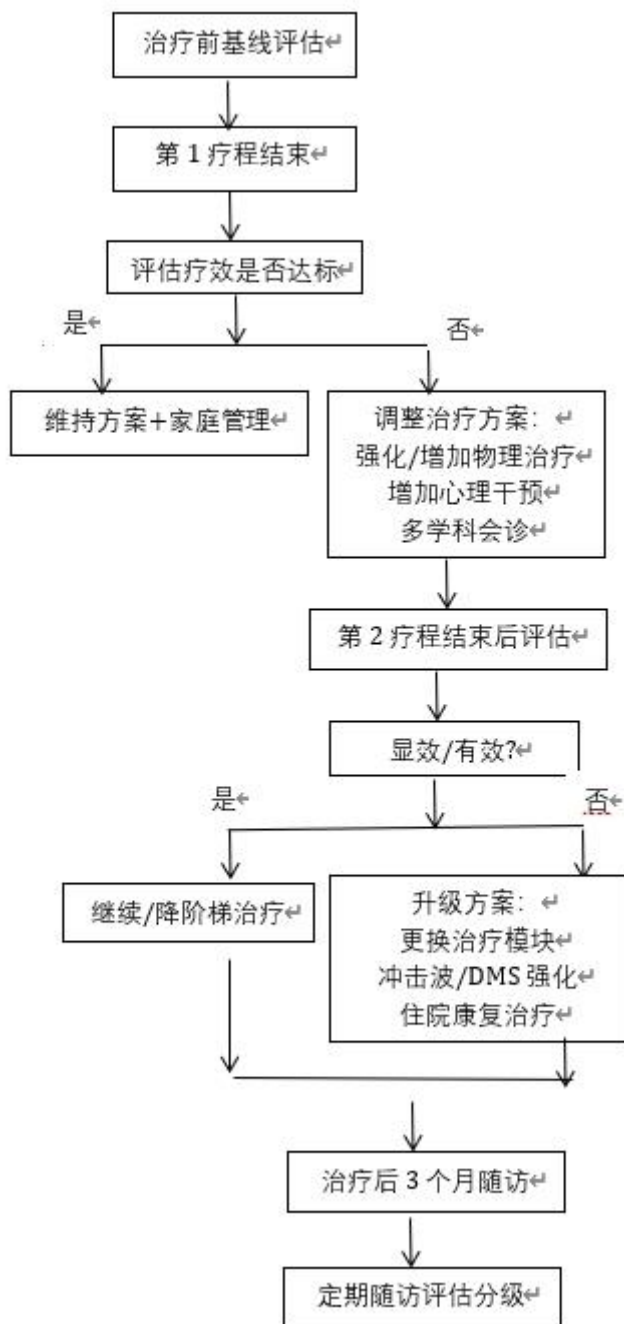 治疗前基线评估
第1疗程结束
评估疗效是否达标
是
否
维持方案+家庭管理
调整治疗方案：
强化/增加物理治疗
增加心理干预
多学科会诊
第2疗程结束后评估
显效/有效?
是
否
继续/降阶梯治疗
升级方案：
更换治疗模块
冲击波/DMS强化
住院康复治疗
治疗后3个月随访
定期随访评估分级